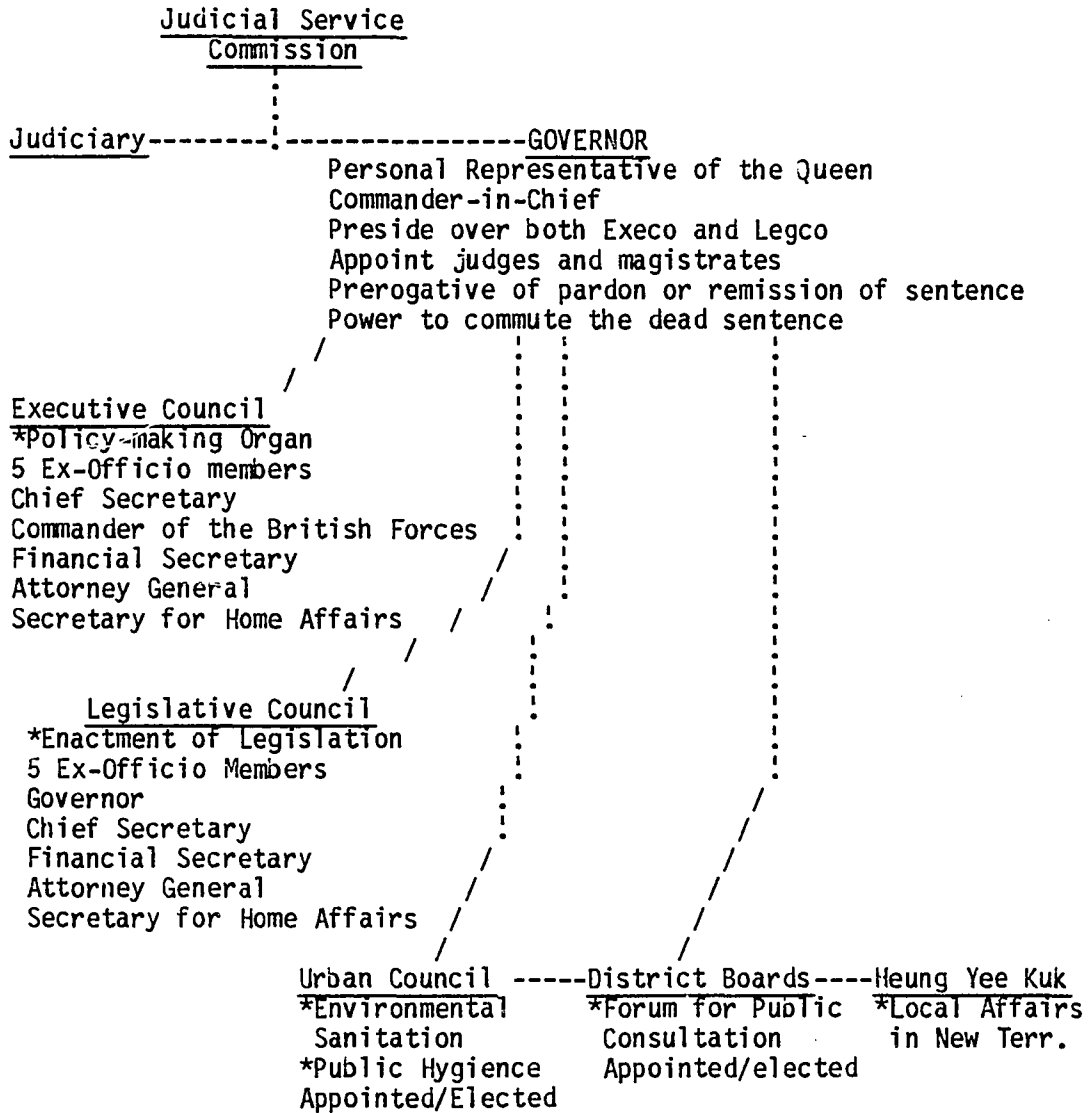 Judicial Service
Commission
Judiciary GOVERNOR
Personal Representative of the Queen
Commander-in-Chief
Preside over both Execo and Legco
Appoint judges and magistrates
Prerogative of pardon or remission of sentence
Power to commute the dead sentence
Executive Council
*Policy-making Organ
5 Ex-Officio members
Chief Secretary
Commander of the British Forces
Financial Secretary
Attorney General
Secretary for Home Affairs
Legislative Council
*Enactment of Legislation
5 Ex-Officio Members
Governor
Chief Secretary
Financial Secretary
Attorney General
Secretary for Home Affairs
Urban Council -----District Boards----Heung Yee Kuk
*Environmental *Forum for Public *Local Affairs
Sanitation Consultation in New Terr.
*Public Hygience Appointed/elected
Appointed/Elected